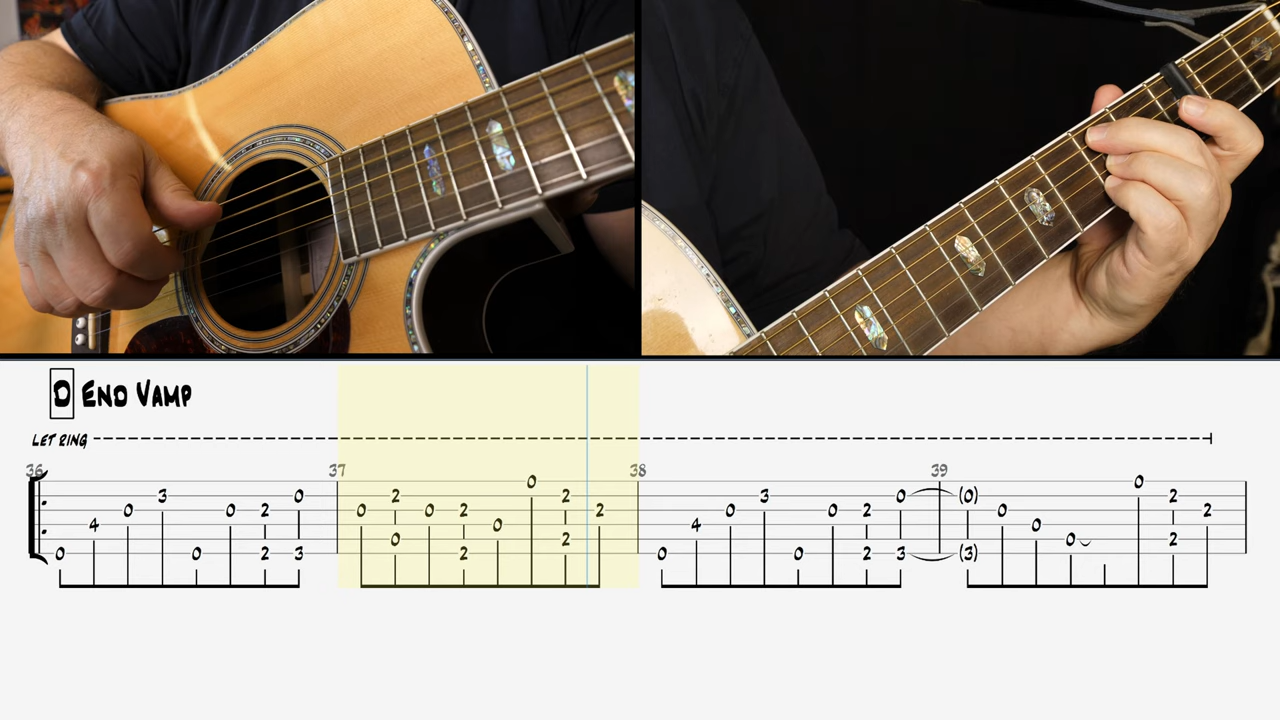 D END VAMP
LET RING
36 37 38 39
0 0
3 0 2 2 3 0 (0) 2
0 0 2 0 0 2 2 0 0 2 0 2
4 0 4 0
0 2 0 2
0 0 2 3 2 0 0 2 3 (3)